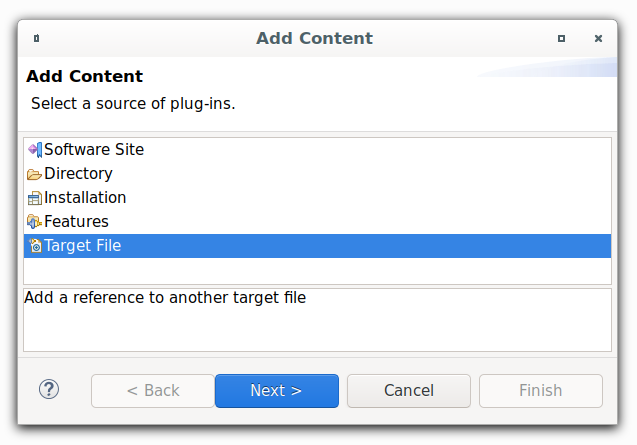 Add Content
Add Content
Select a source of plug-ins.
Software Site
Directory
Installation
Features
Target File
Add a reference to another target file
? < Back Next > Cancel Finish